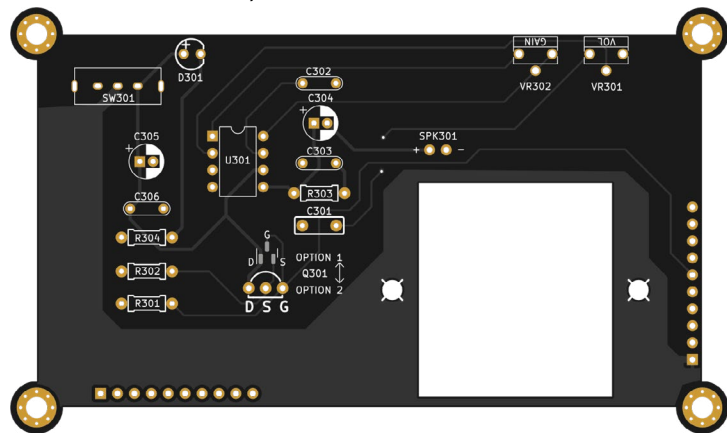 GAIN
VOL
D301
SW301
C302
VR302
VR301
C304
SPK301
+ -
C305
U301
C303
C306
R303
C301
R304
G
D S
OPTION 1
Q301
OPTION 2
R302
R301
D S G